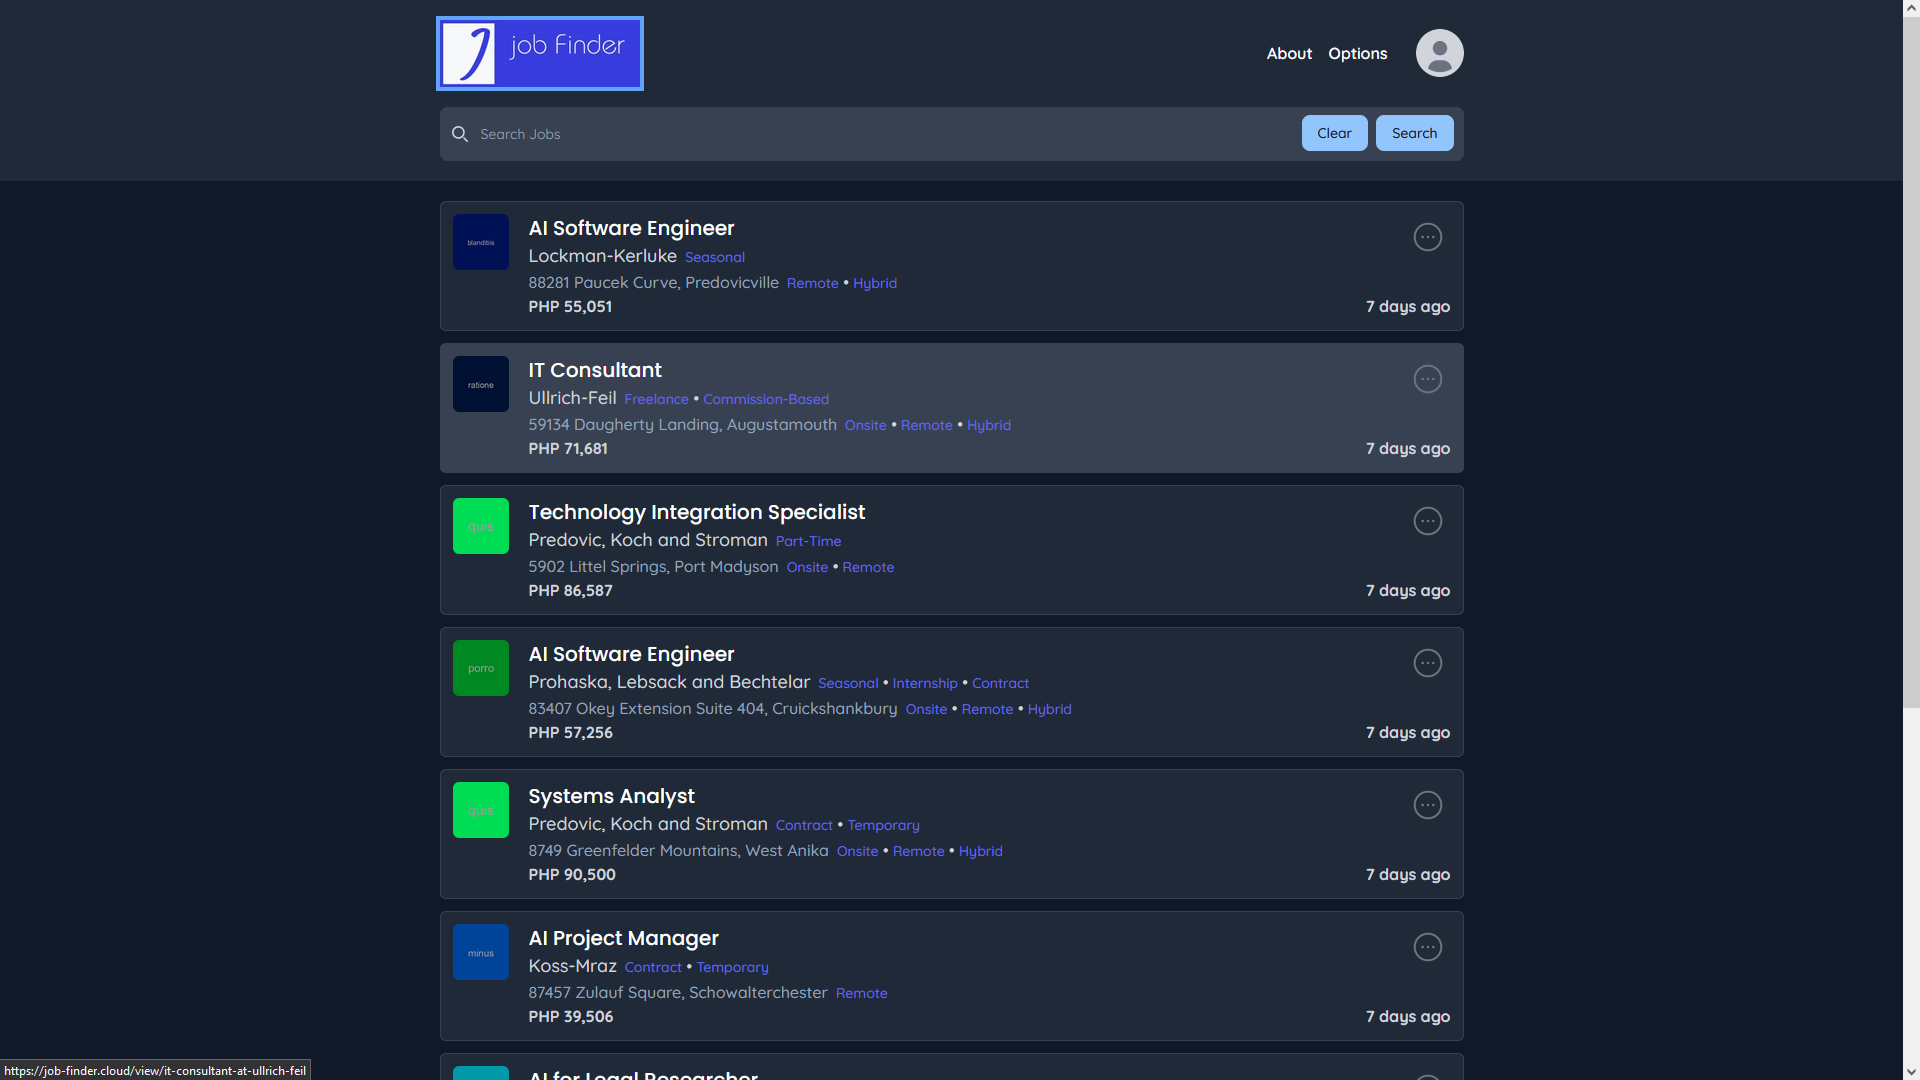 job Finder
About Options
Search Jobs
Clear Search
blanditiis
AI Software Engineer
Lockman-Kerluke Seasonal
88281 Paucek Curve, Predovicville Remote • Hybrid
PHP 55,051
7 days ago
ratione
IT Consultant
Ullrich-Feil Freelance • Commission-Based
59134 Daugherty Landing, Augustamouth Onsite • Remote • Hybrid
PHP 71,681
7 days ago
quis
Technology Integration Specialist
Predovic, Koch and Stroman Part-Time
5902 Littel Springs, Port Madyson Onsite • Remote
PHP 86,587
7 days ago
porro
AI Software Engineer
Prohaska, Lebsack and Bechtelar Seasonal • Internship • Contract
83407 Okey Extension Suite 404, Cruickshankbury Onsite • Remote • Hybrid
PHP 57,256
7 days ago
quis
Systems Analyst
Predovic, Koch and Stroman Contract • Temporary
8749 Greenfelder Mountains, West Anika Onsite • Remote • Hybrid
PHP 90,500
7 days ago
minus
AI Project Manager
Koss-Mraz Contract • Temporary
87457 Zulauf Square, Schowalterchester Remote
PHP 39,506
7 days ago
AI for Legal Researcher
https://job-finder.cloud/view/it-consultant-at-ullrich-feil